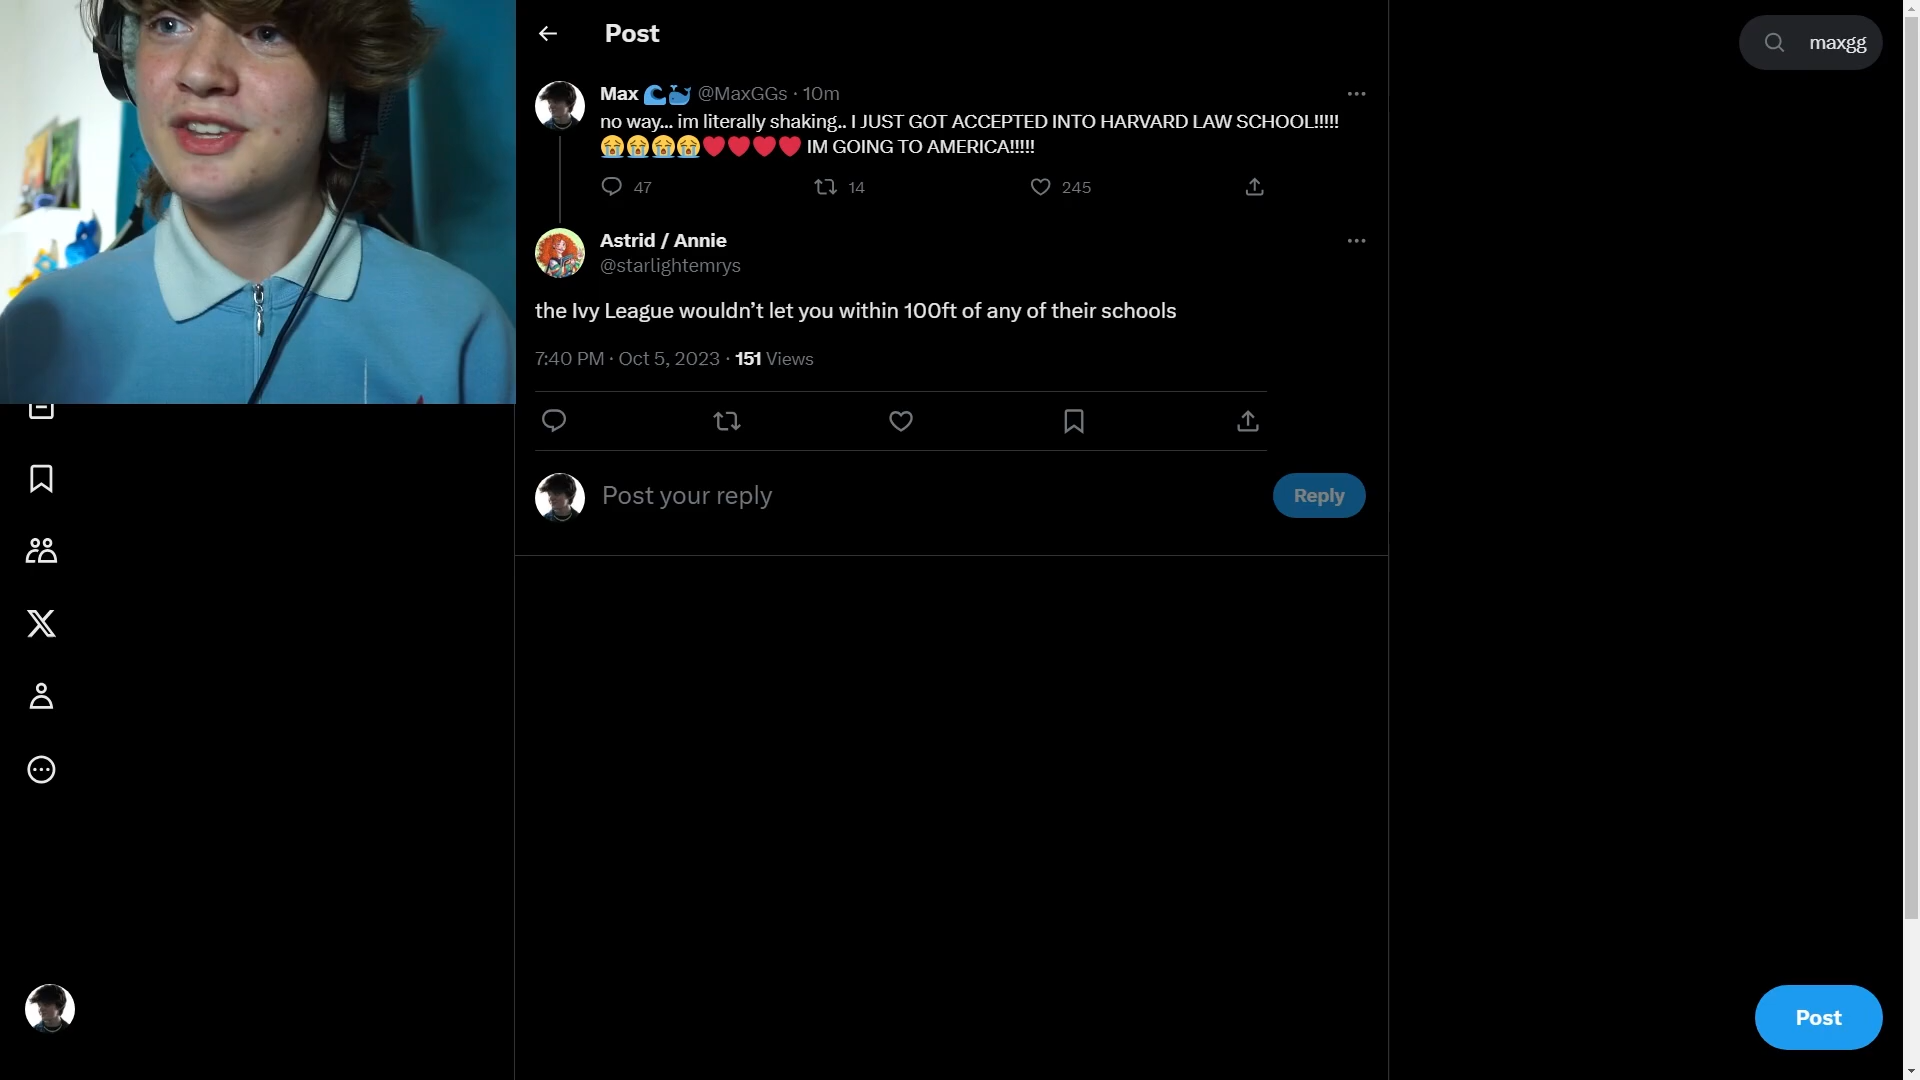 Post
maxgg
Max 🌊🐳 @MaxGGs · 10m
no way... im literally shaking.. I JUST GOT ACCEPTED INTO HARVARD LAW SCHOOL!!!!!
😭😭😭😭❤️❤️❤️❤️ IM GOING TO AMERICA!!!!!
47 14 245
Astrid / Annie
@starlightemrys
the Ivy League wouldn’t let you within 100ft of any of their schools
7:40 PM · Oct 5, 2023 · 151 Views
Post your reply
Reply
Post